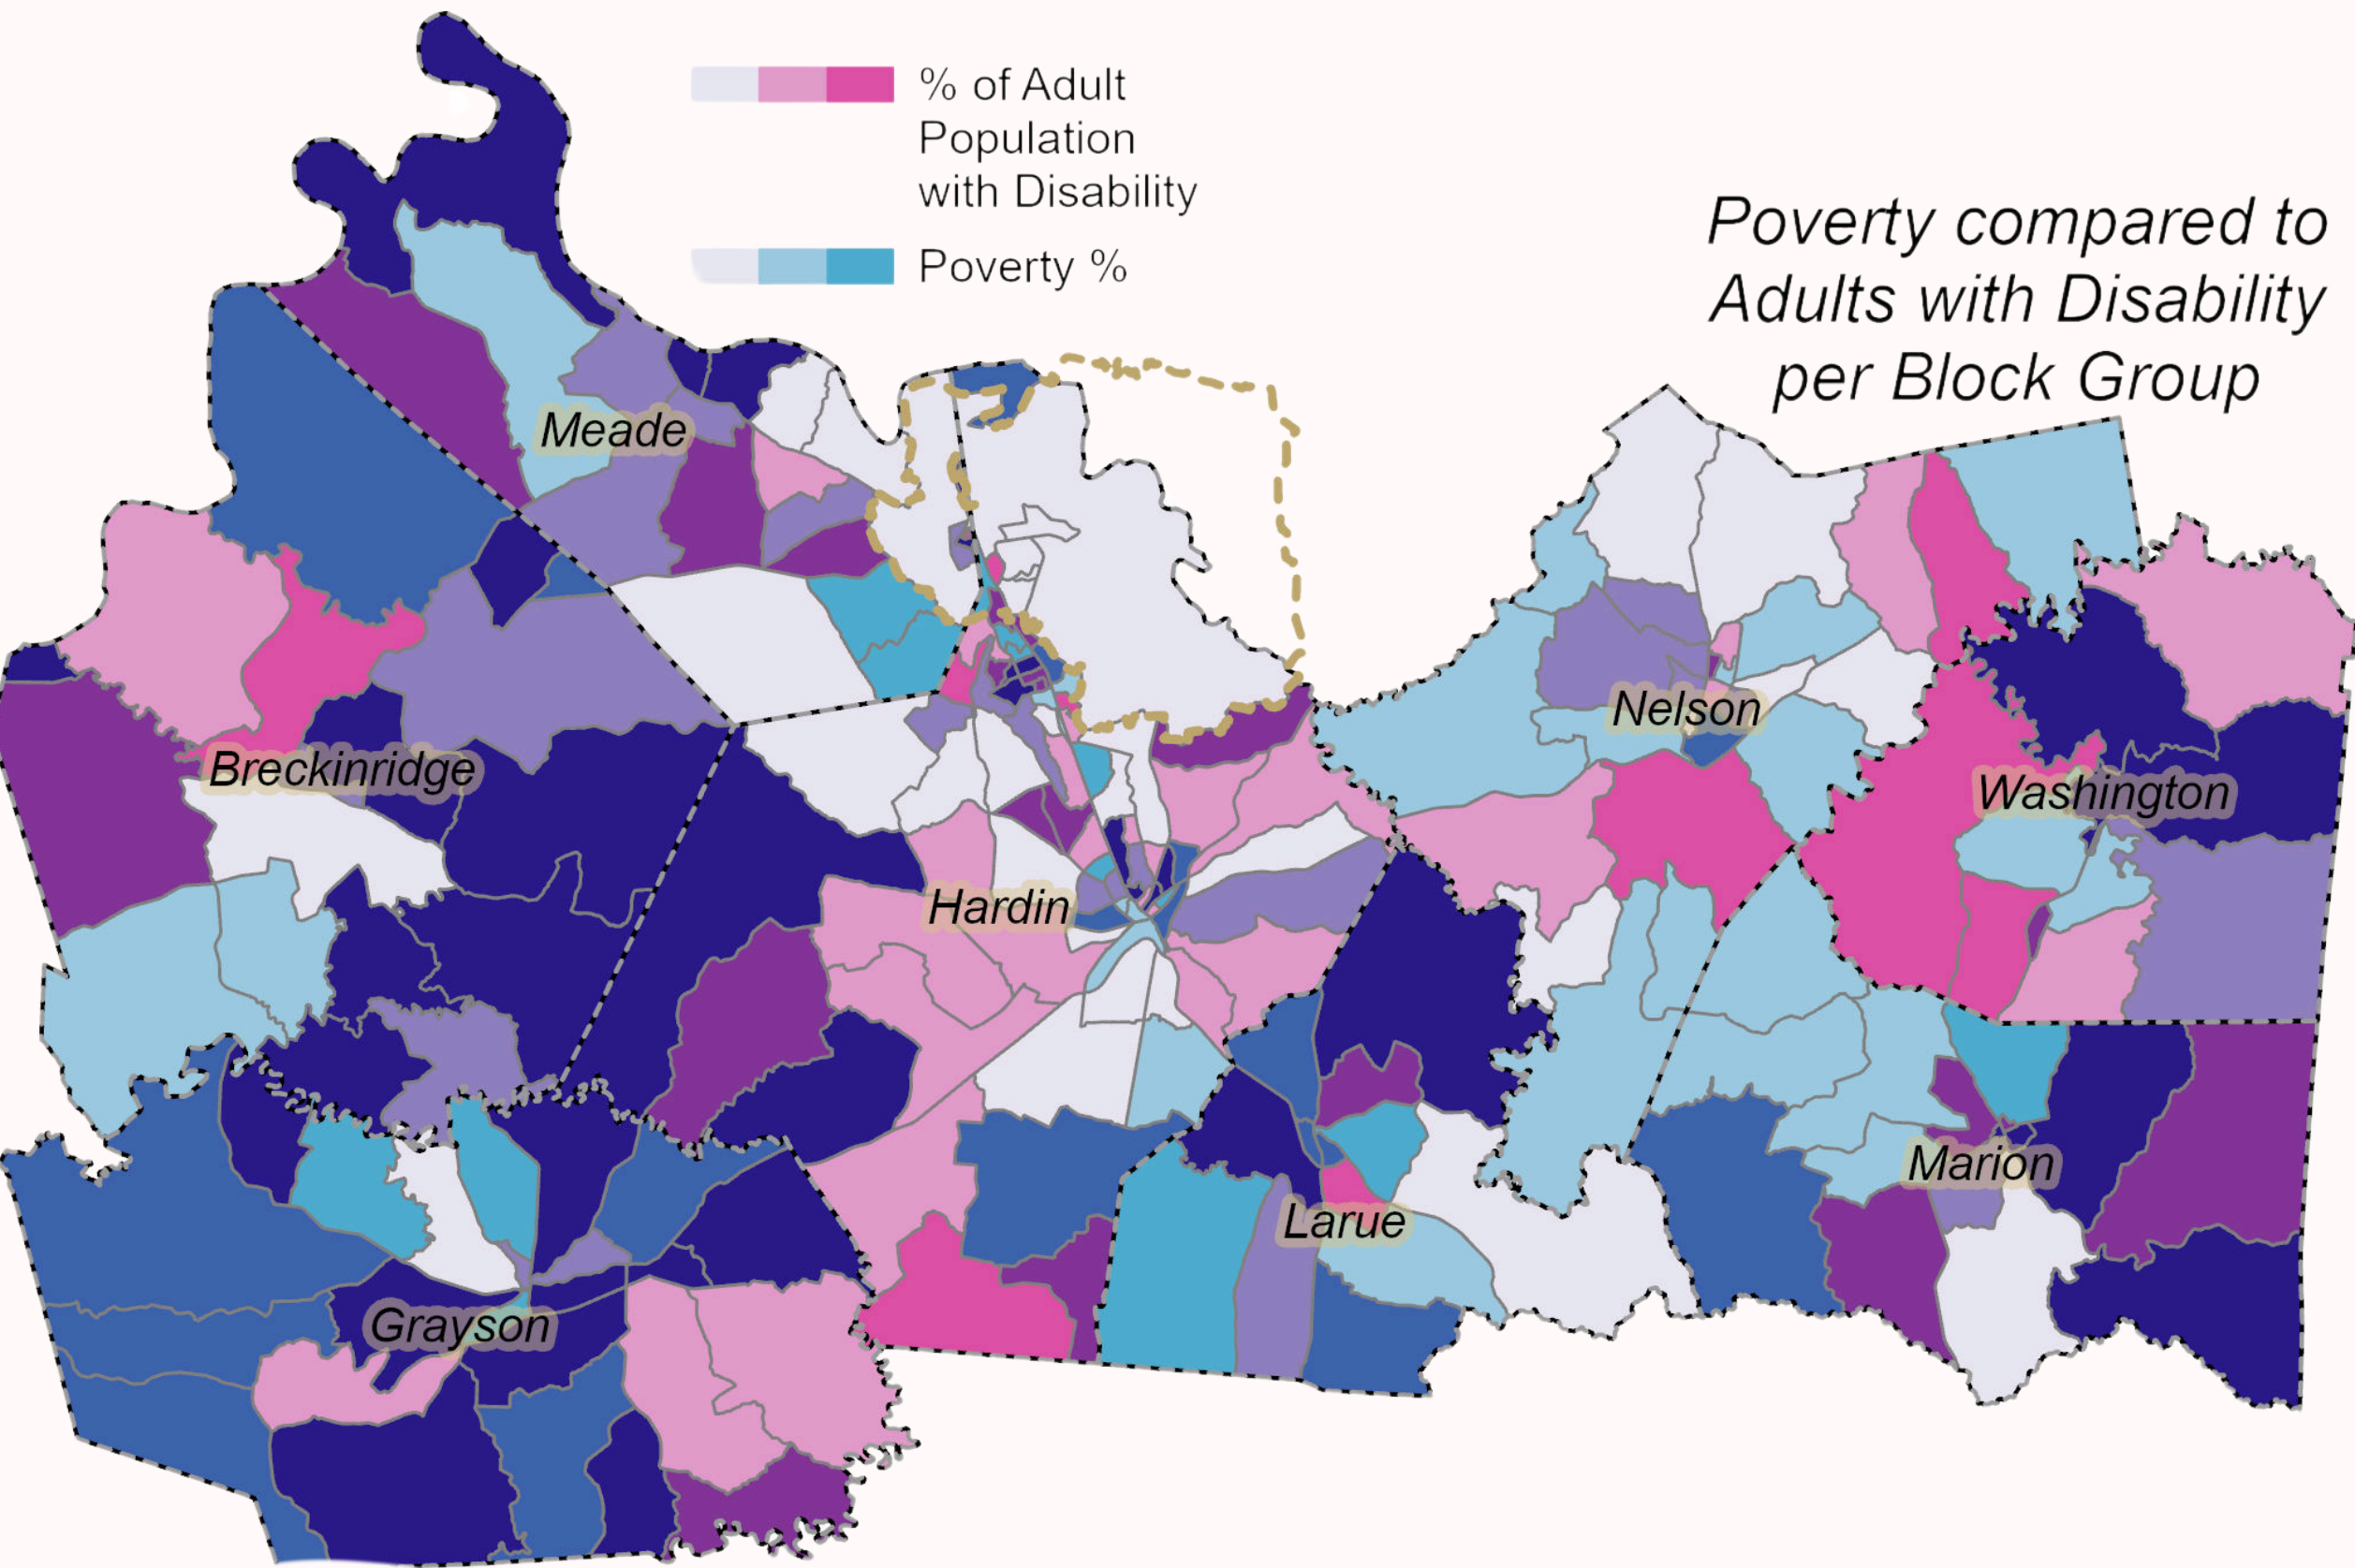 % of Adult
Population
with Disability
Poverty %
Poverty compared to
Adults with Disability
per Block Group
Meade
Nelson
Breckinridge
Washington
Hardin
Marion
Larue
Grayson